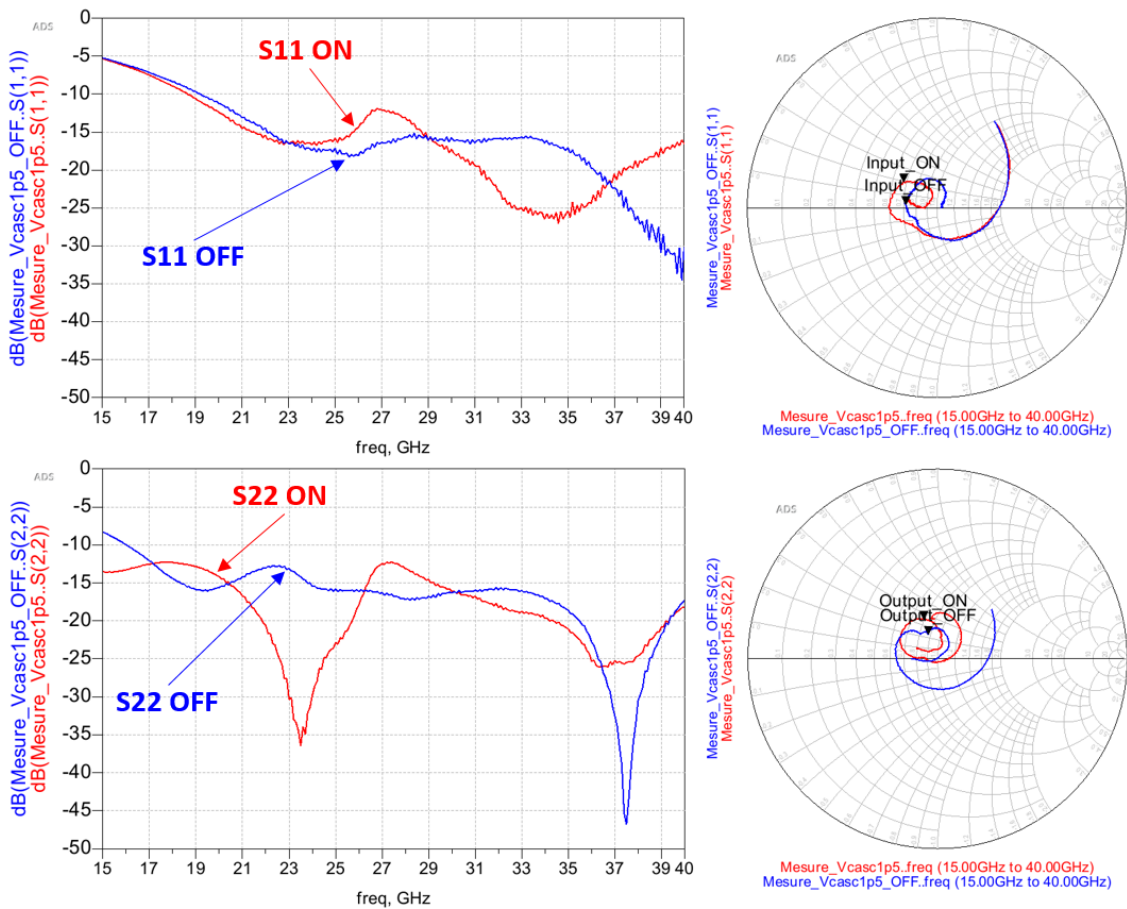 ADS
0
-5
-10
-15
-20
-25
-30
-35
-40
-45
-50
15
17
19
21
23
25
27
29
31
33
35
37
39
40
freq, GHz
dB(Mesure_Vcasc1p5_OFF..S(1,1))
dB(Mesure_Vcasc1p5..S(1,1))
S11 ON
S11 OFF
ADS
Mesure_Vcasc1p5_OFF..S(1,1)
Mesure_Vcasc1p5..S(1,1)
Input_ON
Input_OFF
Mesure_Vcasc1p5..freq (15.00GHz to 40.00GHz)
Mesure_Vcasc1p5_OFF..freq (15.00GHz to 40.00GHz)
ADS
0
-5
-10
-15
-20
-25
-30
-35
-40
-45
-50
15
17
19
21
23
25
27
29
31
33
35
37
39
40
freq, GHz
dB(Mesure_Vcasc1p5_OFF..S(2,2))
dB(Mesure_Vcasc1p5..S(2,2))
S22 ON
S22 OFF
ADS
Mesure_Vcasc1p5_OFF..S(2,2)
Mesure_Vcasc1p5..S(2,2)
Output_ON
Output_OFF
Mesure_Vcasc1p5..freq (15.00GHz to 40.00GHz)
Mesure_Vcasc1p5_OFF..freq (15.00GHz to 40.00GHz)